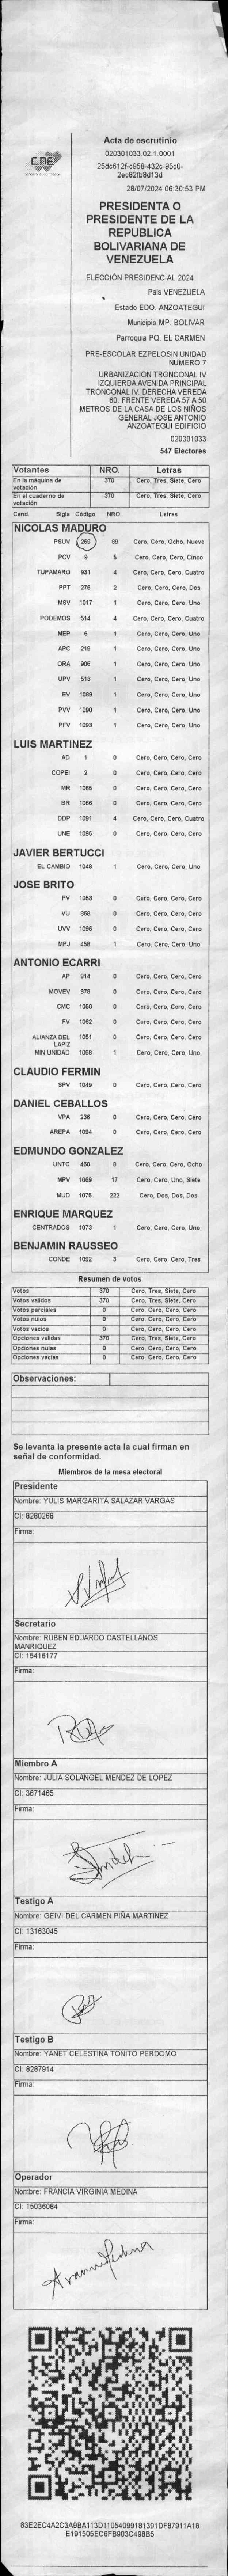 CNE
Acta de escrutinio
020301033.02.1.0001
25dc612f-c958-432c-95c0-
2ec82fb8d13d
28/07/2024 06:30:53 PM
PRESIDENTA O
PRESIDENTE DE LA
REPUBLICA
BOLIVARIANA DE
VENEZUELA
ELECCIÓN PRESIDENCIAL 2024
País VENEZUELA
Estado EDO. ANZOATEGUI
Municipio MP. BOLIVAR
Parroquia PQ. EL CARMEN
PRE-ESCOLAR EZPELOSIN UNIDAD
NUMERO 7
URBANIZACION TRONCONAL IV
IZQUIERDA AVENIDA PRINCIPAL
TRONCONAL IV. DERECHA VEREDA
60. FRENTE VEREDA 57 A 50
METROS DE LA CASA DE LOS NIÑOS
GENERAL JOSE ANTONIO
ANZOATEGUI EDIFICIO
020301033
547 Electores
Votantes NRO. Letras
En la máquina de votación 370 Cero, Tres, Siete, Cero
En el cuaderno de votación 370 Cero, Tres, Siete, Cero
Cand. Sigla Código NRO. Letras
NICOLAS MADURO
PSUV 269 89 Cero, Cero, Ocho, Nueve
PCV 9 5 Cero, Cero, Cero, Cinco
TUPAMARO 931 4 Cero, Cero, Cero, Cuatro
PPT 276 2 Cero, Cero, Cero, Dos
MSV 1017 1 Cero, Cero, Cero, Uno
PODEMOS 514 4 Cero, Cero, Cero, Cuatro
MEP 6 1 Cero, Cero, Cero, Uno
APC 219 1 Cero, Cero, Cero, Uno
ORA 906 1 Cero, Cero, Cero, Uno
UPV 513 1 Cero, Cero, Cero, Uno
EV 1089 1 Cero, Cero, Cero, Uno
PVV 1090 1 Cero, Cero, Cero, Uno
PFV 1093 1 Cero, Cero, Cero, Uno
LUIS MARTINEZ
AD 1 0 Cero, Cero, Cero, Cero
COPEI 2 0 Cero, Cero, Cero, Cero
MR 1065 0 Cero, Cero, Cero, Cero
BR 1066 0 Cero, Cero, Cero, Cero
DDP 1091 4 Cero, Cero, Cero, Cuatro
UNE 1095 0 Cero, Cero, Cero, Cero
JAVIER BERTUCCI
EL CAMBIO 1048 1 Cero, Cero, Cero, Uno
JOSE BRITO
PV 1053 0 Cero, Cero, Cero, Cero
VU 868 0 Cero, Cero, Cero, Cero
UVV 1096 0 Cero, Cero, Cero, Cero
MPJ 458 1 Cero, Cero, Cero, Uno
ANTONIO ECARRI
AP 914 0 Cero, Cero, Cero, Cero
MOVEV 878 0 Cero, Cero, Cero, Cero
CMC 1050 0 Cero, Cero, Cero, Cero
FV 1062 0 Cero, Cero, Cero, Cero
ALIANZA DEL LAPIZ 1051 0 Cero, Cero, Cero, Cero
MIN UNIDAD 1068 1 Cero, Cero, Cero, Uno
CLAUDIO FERMIN
SPV 1049 0 Cero, Cero, Cero, Cero
DANIEL CEBALLOS
VPA 236 0 Cero, Cero, Cero, Cero
AREPA 1094 0 Cero, Cero, Cero, Cero
EDMUNDO GONZALEZ
UNTC 460 8 Cero, Cero, Cero, Ocho
MPV 1069 17 Cero, Cero, Uno, Siete
MUD 1075 222 Cero, Dos, Dos, Dos
ENRIQUE MARQUEZ
CENTRADOS 1073 1 Cero, Cero, Cero, Uno
BENJAMIN RAUSSEO
CONDE 1092 3 Cero, Cero, Cero, Tres
Resumen de votos
Votos 370 Cero, Tres, Siete, Cero
Votos validos 370 Cero, Tres, Siete, Cero
Votos parciales 0 Cero, Cero, Cero, Cero
Votos nulos 0 Cero, Cero, Cero, Cero
Votos vacios 0 Cero, Cero, Cero, Cero
Opciones validas 370 Cero, Tres, Siete, Cero
Opciones nulas 0 Cero, Cero, Cero, Cero
Opciones vacias 0 Cero, Cero, Cero, Cero
Observaciones:
Se levanta la presente acta la cual firman en
señal de conformidad.
Miembros de la mesa electoral
Presidente
Nombre: YULIS MARGARITA SALAZAR VARGAS
CI: 8280268
Firma:
Secretario
Nombre: RUBEN EDUARDO CASTELLANOS
MANRIQUEZ
CI: 15416177
Firma:
Miembro A
Nombre: JULIA SOLANGEL MENDEZ DE LOPEZ
CI: 3671465
Firma:
Testigo A
Nombre: GEIVI DEL CARMEN PIÑA MARTINEZ
CI: 13163045
Firma:
Testigo B
Nombre: YANET CELESTINA TONITO PERDOMO
CI: 8287914
Firma:
Operador
Nombre: FRANCIA VIRGINIA MEDINA
CI: 15036084
Firma:
83E2EC4A2C3A9BA113D11054099181391DF87911A18
E191505EC6FB903C498B5